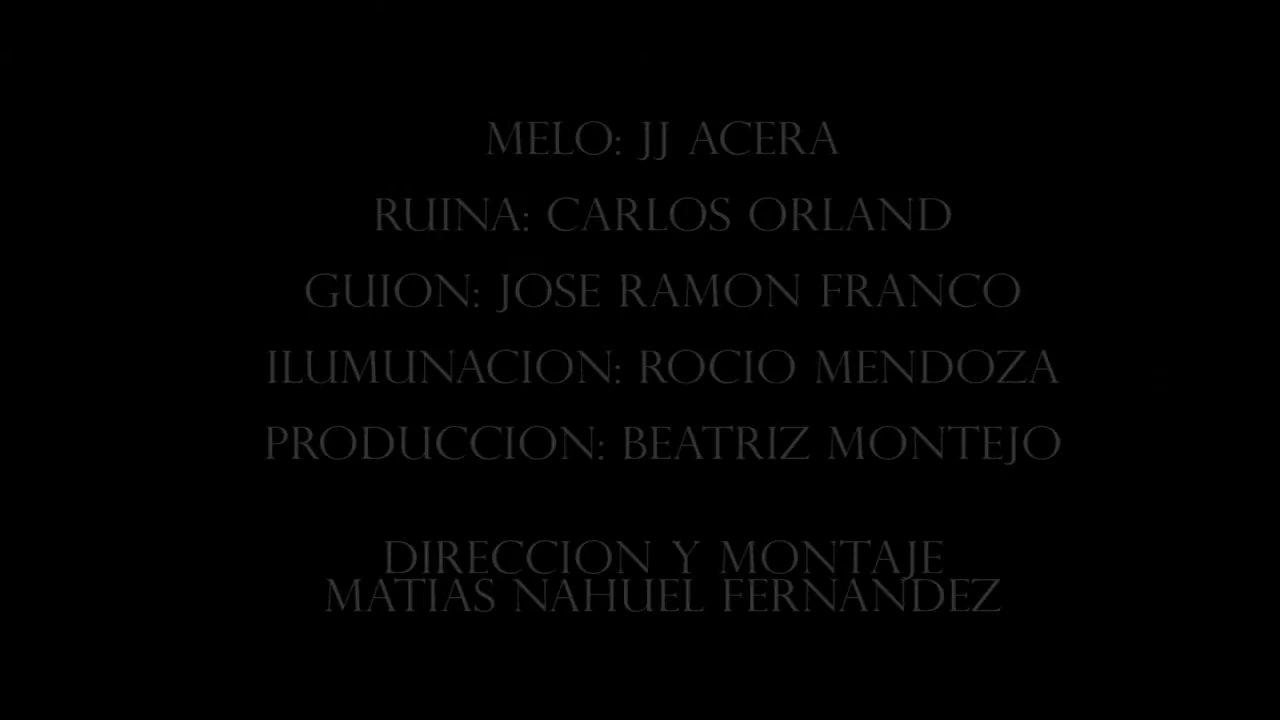 MELO: JJ ACERA
RUINA: CARLOS ORLAND
GUION: JOSE RAMON FRANCO
ILUMUNACION: ROCIO MENDOZA
PRODUCCION: BEATRIZ MONTEJO
DIRECCION Y MONTAJE
MATIAS NAHUEL FERNANDEZ